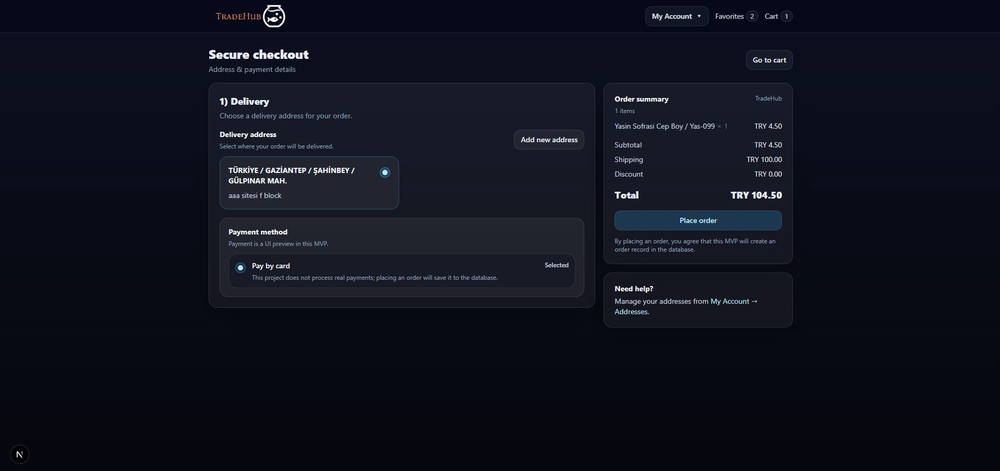 TRADEHUB
My Account ▼
Favorites 2
Cart 1
Secure checkout
Address & payment details
Go to cart
1) Delivery
Choose a delivery address for your order.
Delivery address
Select where your order will be delivered.
Add new address
TÜRKİYE / GAZİANTEP / ŞAHİNBEY /
GÜLPINAR MAH.
aaa sitesi f block
Payment method
Payment is a UI preview in this MVP.
Pay by card
Selected
This project does not process real payments; placing an order will save it to the database.
Order summary
TradeHub
1 items
Yasin Sofrasi Cep Boy / Yas-099 × 1
TRY 4.50
Subtotal
TRY 4.50
Shipping
TRY 100.00
Discount
TRY 0.00
Total
TRY 104.50
Place order
By placing an order, you agree that this MVP will create an
order record in the database.
Need help?
Manage your addresses from My Account →
Addresses.
N